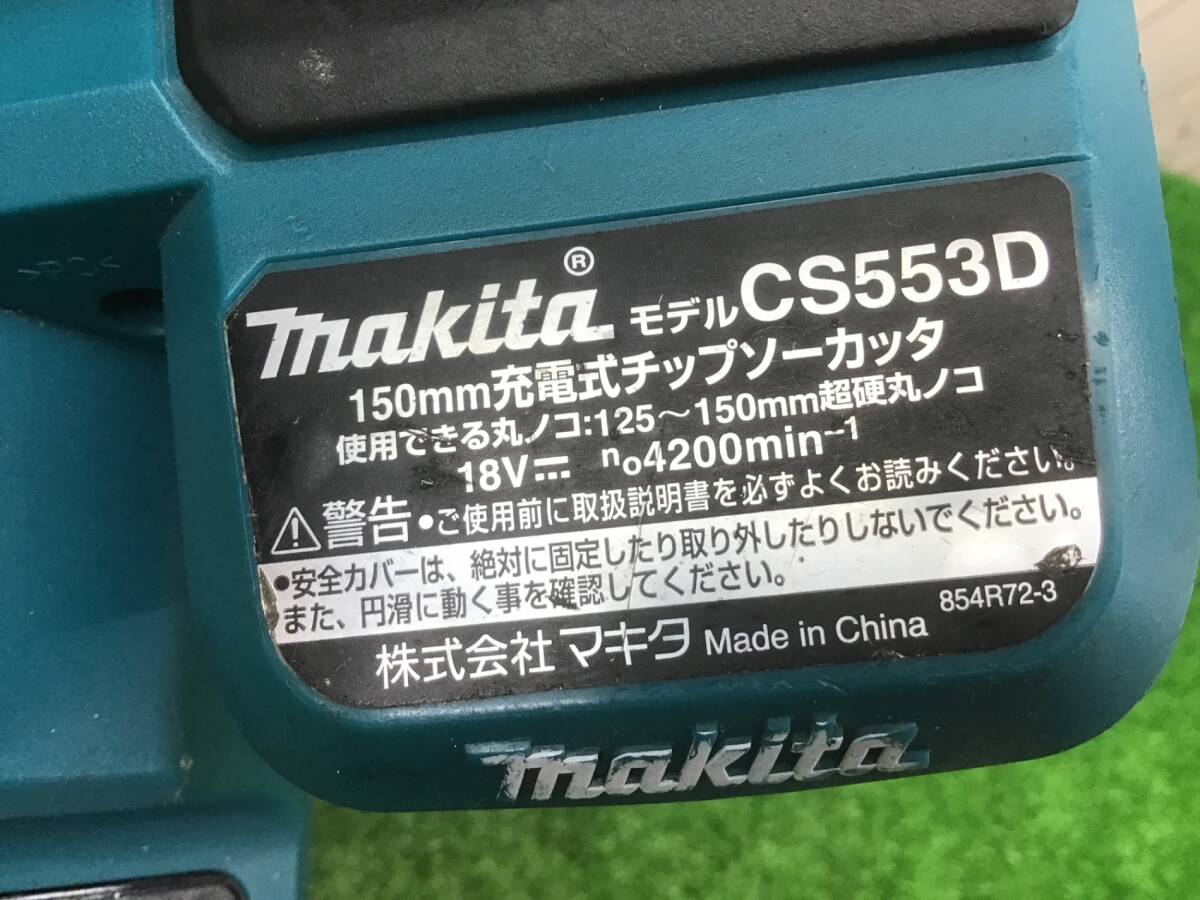 >PC<
makita® モデル CS553D
150mm充電式チップソーカッタ
使用できる丸ノコ:125〜150mm超硬丸ノコ
18V⎓ no4200min-1
⚠警告 •ご使用前に取扱説明書を必ずよくお読みください。
•安全カバーは、絶対に固定したり取り外したりしないでください。
また、円滑に動く事を確認してください。
854R72-3
株式会社 マキタ Made in China
makita